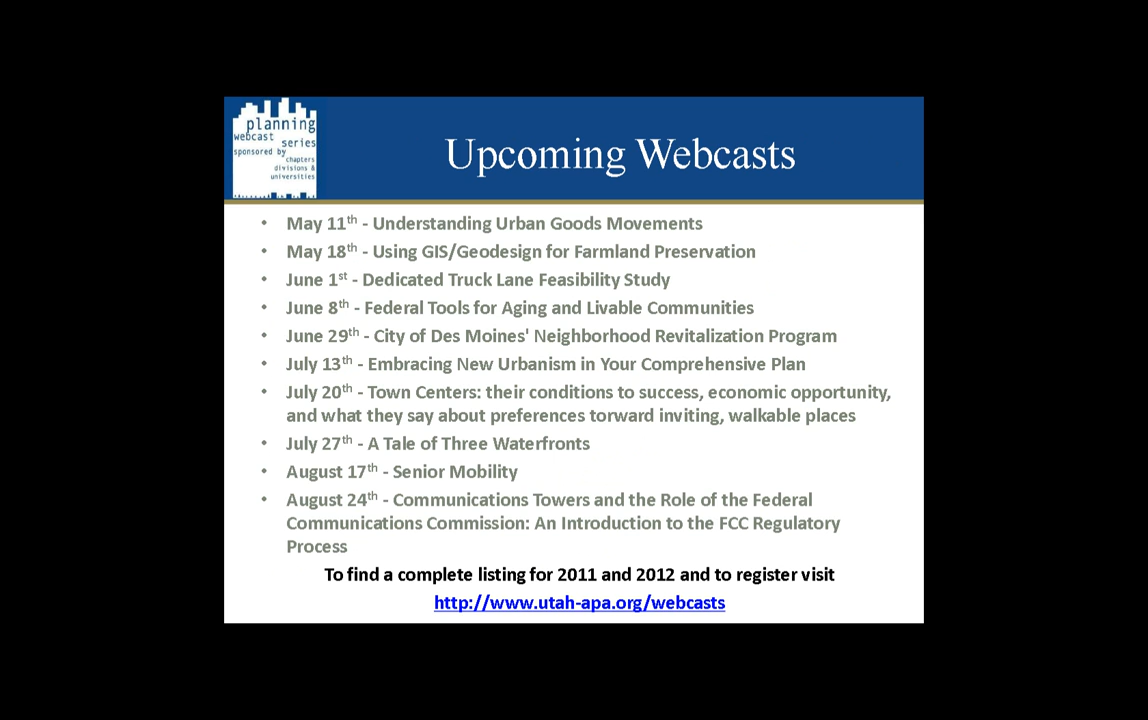 planning
webcast series
sponsored by
chapters
divisions &
universities
Upcoming Webcasts
• May 11th - Understanding Urban Goods Movements
• May 18th - Using GIS/Geodesign for Farmland Preservation
• June 1st - Dedicated Truck Lane Feasibility Study
• June 8th - Federal Tools for Aging and Livable Communities
• June 29th - City of Des Moines' Neighborhood Revitalization Program
• July 13th - Embracing New Urbanism in Your Comprehensive Plan
• July 20th - Town Centers: their conditions to success, economic opportunity,
and what they say about preferences torward inviting, walkable places
• July 27th - A Tale of Three Waterfronts
• August 17th - Senior Mobility
• August 24th - Communications Towers and the Role of the Federal
Communications Commission: An Introduction to the FCC Regulatory
Process
To find a complete listing for 2011 and 2012 and to register visit
http://www.utah-apa.org/webcasts